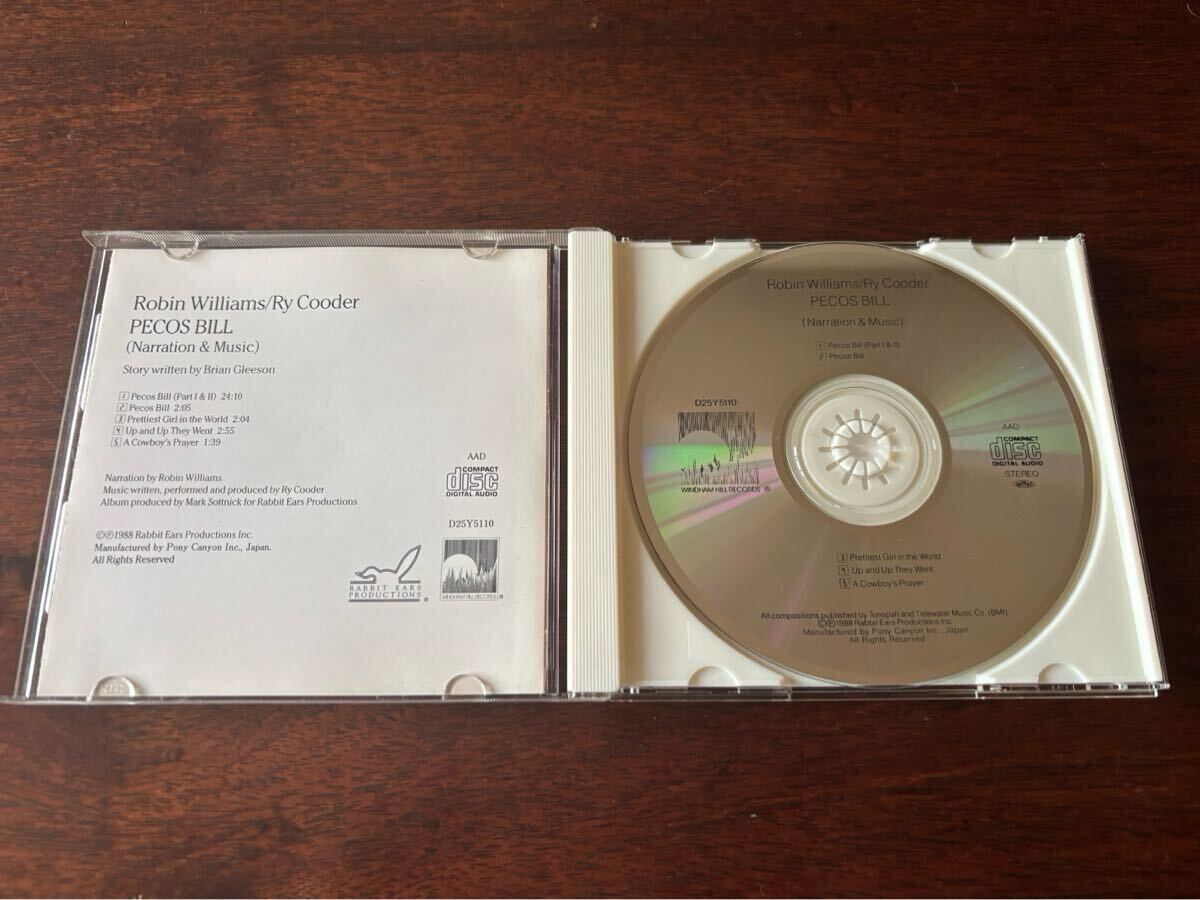 Robin Williams/Ry Cooder
PECOS BILL
(Narration & Music)
Story written by Brian Gleeson
1 Pecos Bill (Part I & II) 24:10
2 Pecos Bill 2:05
3 Prettiest Girl in the World 2:04
4 Up and Up They Went 2:55
5 A Cowboy's Prayer 1:39
AAD
COMPACT
disc
DIGITAL AUDIO
Narration by Robin Williams
Music written, performed and produced by Ry Cooder
Album produced by Mark Sottnick for Rabbit Ears Productions
D25Y5110
©Ⓟ1988 Rabbit Ears Productions Inc.
Manufactured by Pony Canyon Inc., Japan.
All Rights Reserved
RABBIT EARS
PRODUCTIONS ®
WINDHAM HILL RECORDS ®
Robin Williams/Ry Cooder
PECOS BILL
(Narration & Music)
1 Pecos Bill (Part I & II)
2 Pecos Bill
D25Y5110
WINDHAM HILL RECORDS ®
AAD
COMPACT
disc
DIGITAL AUDIO
STEREO
3 Prettiest Girl in the World
4 Up and Up They Went
5 A Cowboy's Prayer
All compositions published by Tonopah and Tidewater Music Co. (BMI)
©Ⓟ1988 Rabbit Ears Productions Inc.
Manufactured by Pony Canyon Inc., Japan
All Rights Reserved